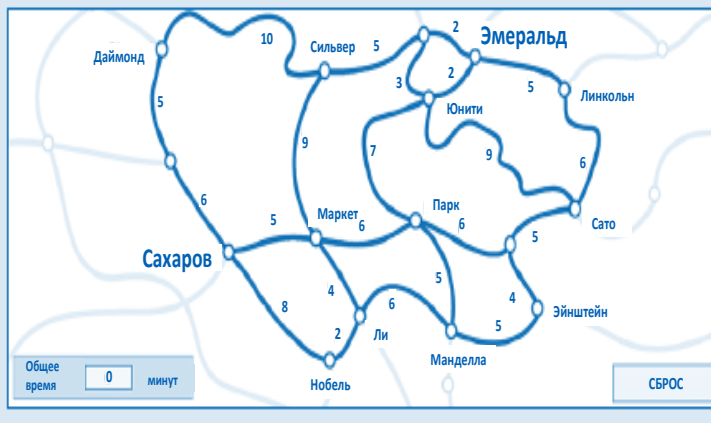 2
10
Сильвер
5
Эмеральд
Даймонд
3
2
5
Линкольн
5
Юнити
9
7
9
6
6
Парк
5
Маркет
6
6
5
Сато
Сахаров
5
8
4
6
4
Эйнштейн
2
5
Ли
Манделла
Нобель
Общее
время
0
минут
СБРОС